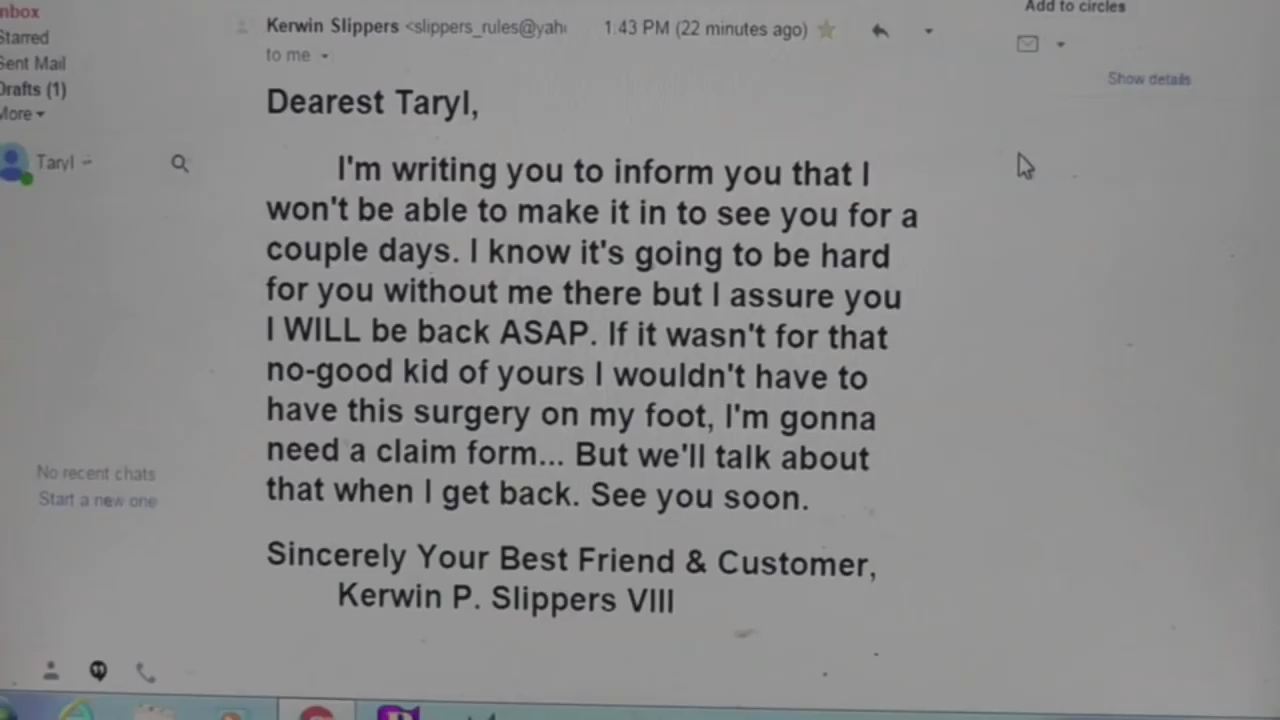 nbox
Starred
Sent Mail
Drafts (1)
More
Taryl
No recent chats
Start a new one
Kerwin Slippers <slippers_rules@yah
1:43 PM (22 minutes ago)
to me
Add to circles
Show details
Dearest Taryl,
I'm writing you to inform you that I
won't be able to make it in to see you for a
couple days. I know it's going to be hard
for you without me there but I assure you
I WILL be back ASAP. If it wasn't for that
no-good kid of yours I wouldn't have to
have this surgery on my foot, I'm gonna
need a claim form... But we'll talk about
that when I get back. See you soon.
Sincerely Your Best Friend & Customer,
Kerwin P. Slippers VIII